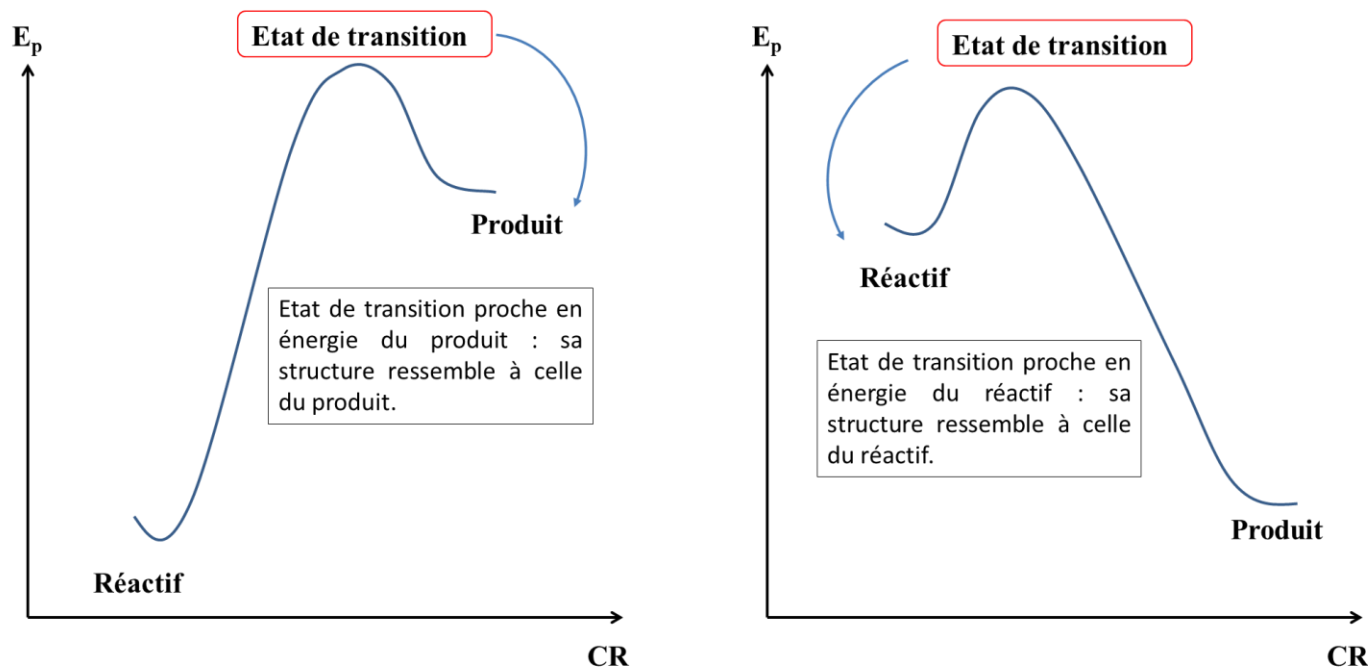 Etat de transition
E_p
Produit
Etat de transition proche en
énergie du produit : sa
structure ressemble à celle
du produit.
Réactif
CR
Etat de transition
E_p
Réactif
Etat de transition proche en
énergie du réactif : sa
structure ressemble à celle
du réactif.
Produit
CR